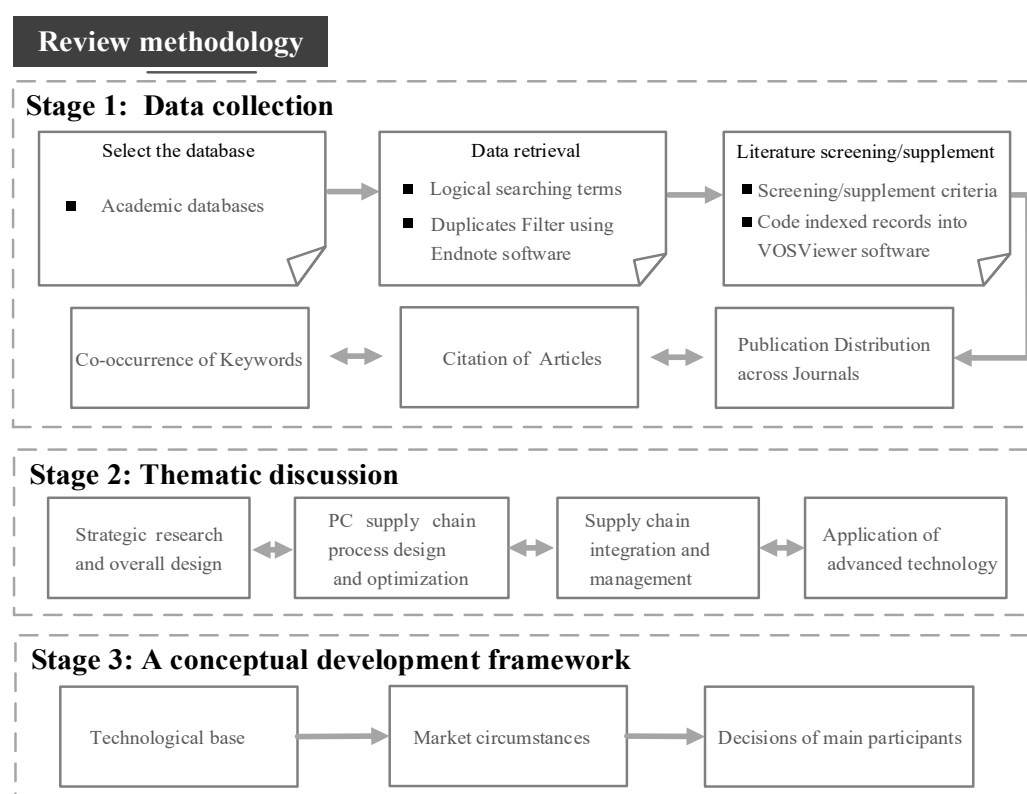 Review methodology
Stage 1: Data collection
Select the database
Academic databases
Data retrieval
Logical searching terms
Duplicates Filter using
Endnote software
Literature screening/supplement
Screening/supplement criteria
Code indexed records into
VOSViewer software
Co-occurrence of Keywords
Citation of Articles
Publication Distribution
across Journals
Stage 2: Thematic discussion
Strategic research
and overall design
PC supply chain
process design
and optimization
Supply chain
integration and
management
Application of
advanced technology
Stage 3: A conceptual development framework
Technological base
Market circumstances
Decisions of main participants